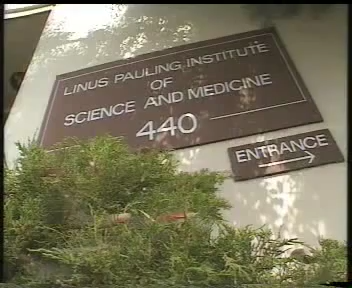 LINUS PAULING INSTITUTE
OF
SCIENCE AND MEDICINE
440
ENTRANCE